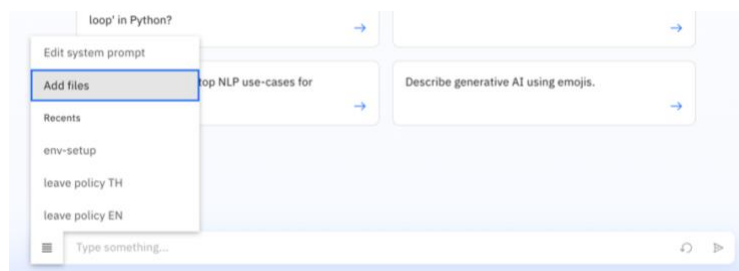 loop' in Python?
Edit system prompt
Add files
top NLP use-cases for
Describe generative AI using emojis.
Recents
env-setup
leave policy TH
leave policy EN
Type something...